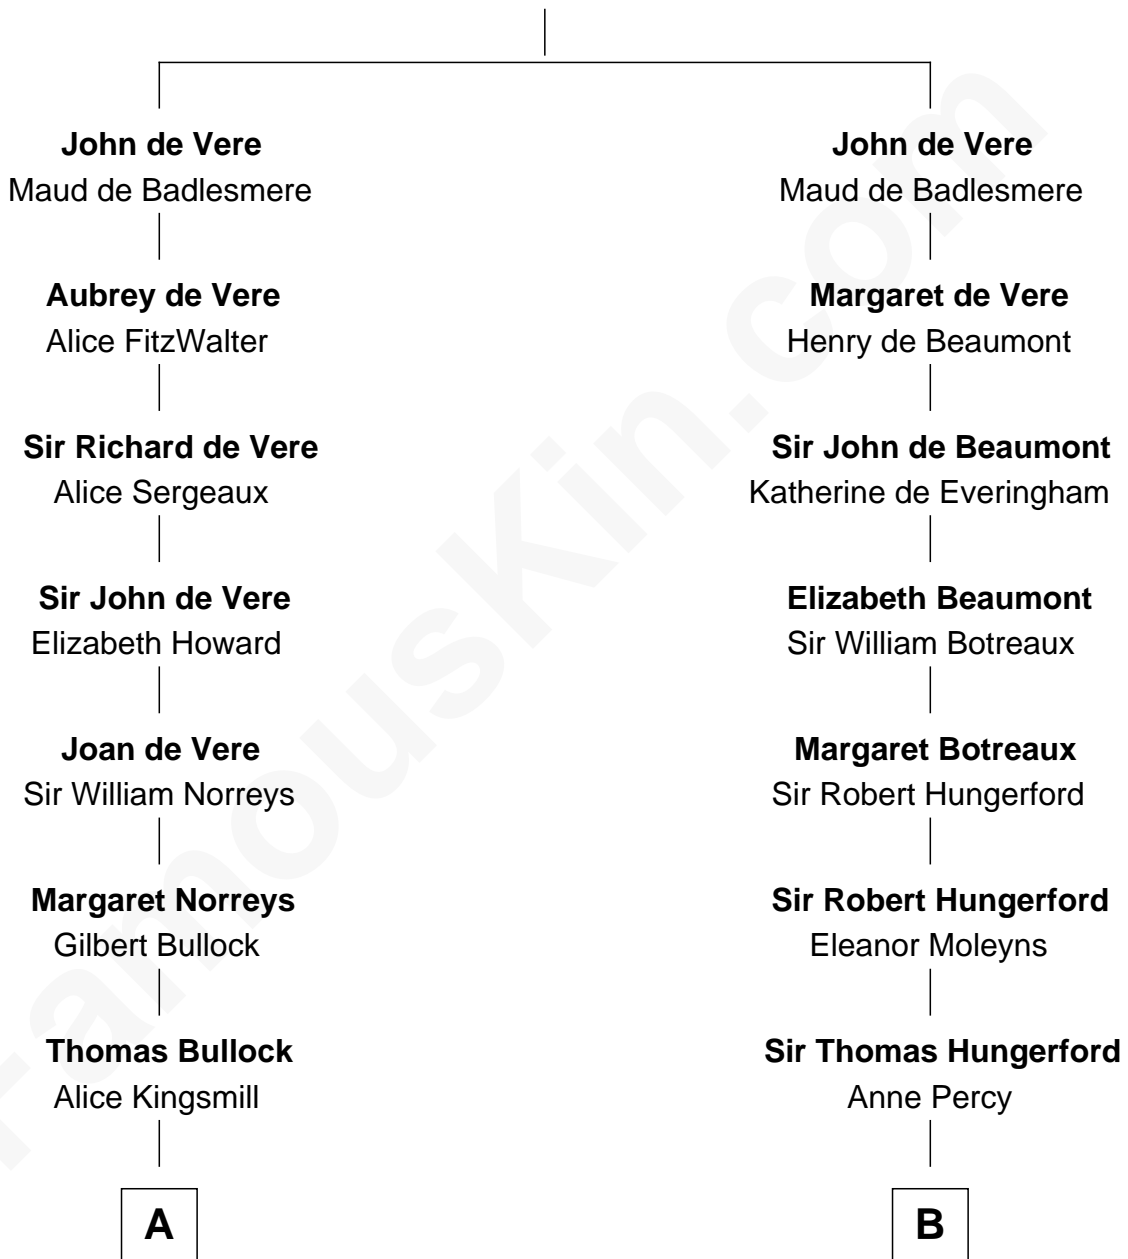 John de Vere
Maud de Badlesmere
Aubrey de Vere
Alice FitzWalter
Sir Richard de Vere
Alice Sergeaux
Sir John de Vere
Elizabeth Howard
Joan de Vere
Sir William Norreys
Margaret Norreys
Gilbert Bullock
Thomas Bullock
Alice Kingsmill
A
John de Vere
Maud de Badlesmere
Margaret de Vere
Henry de Beaumont
Sir John de Beaumont
Katherine de Everingham
Elizabeth Beaumont
Sir William Botreaux
Margaret Botreaux
Sir Robert Hungerford
Sir Robert Hungerford
Eleanor Moleyns
Sir Thomas Hungerford
Anne Percy
B
FamousKin.com